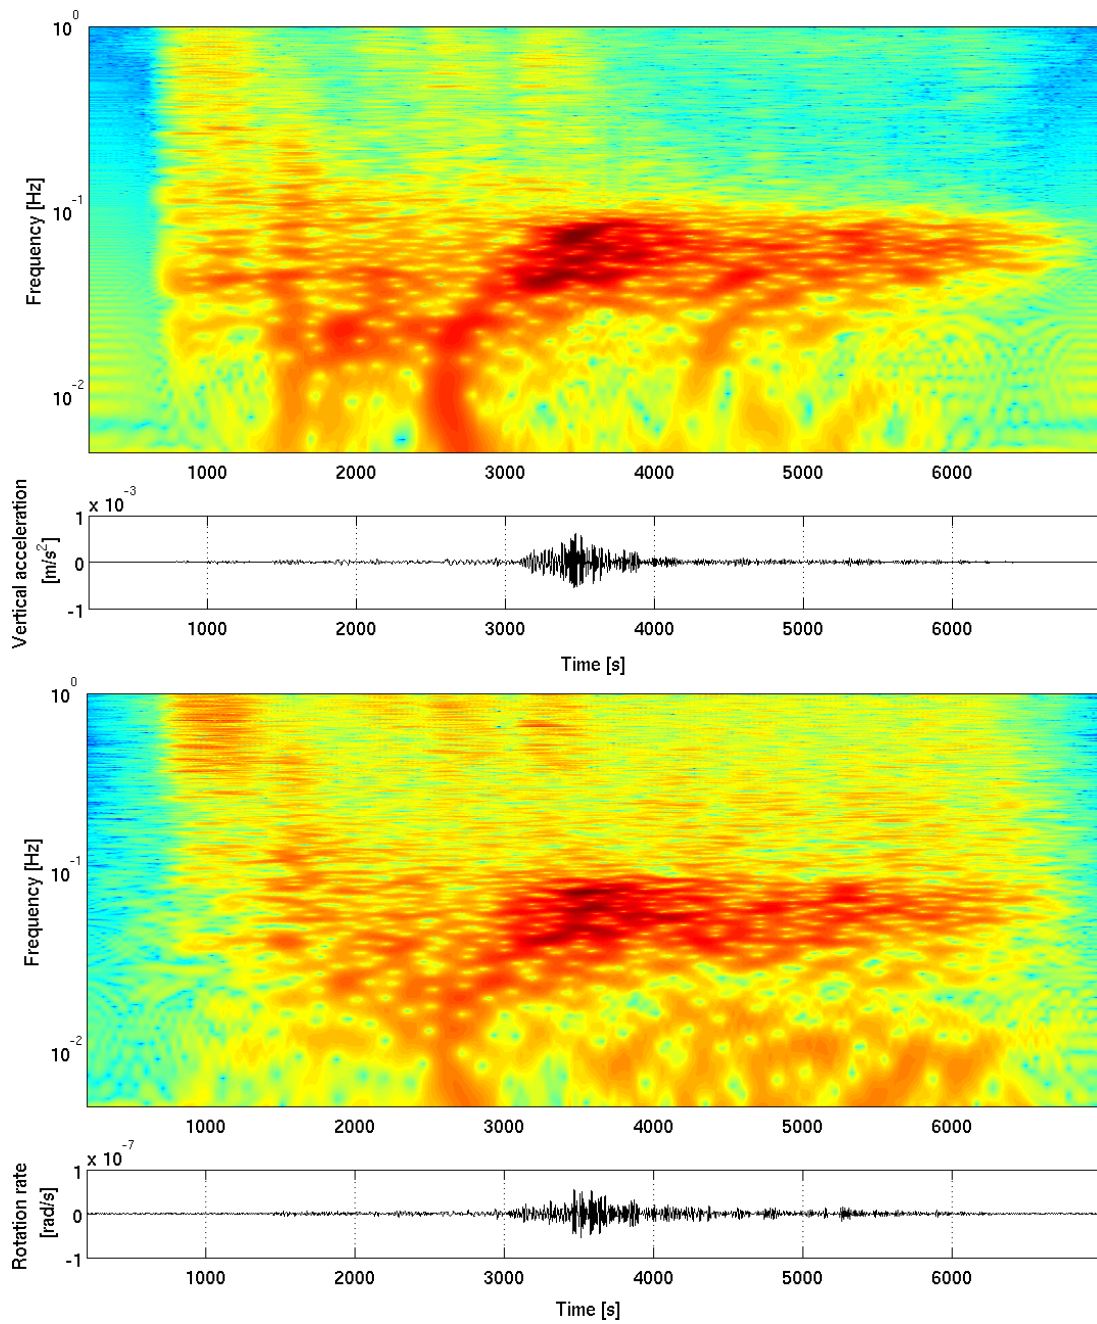 10^0
10^-1
10^-2
Frequency [Hz]
1000 2000 3000 4000 5000 6000
x 10^-3
1
0
-1
Vertical acceleration
[m/s^2]
1000 2000 3000 4000 5000 6000
Time [s]
10^0
10^-1
10^-2
Frequency [Hz]
1000 2000 3000 4000 5000 6000
x 10^-7
1
0
-1
Rotation rate
[rad/s]
1000 2000 3000 4000 5000 6000
Time [s]